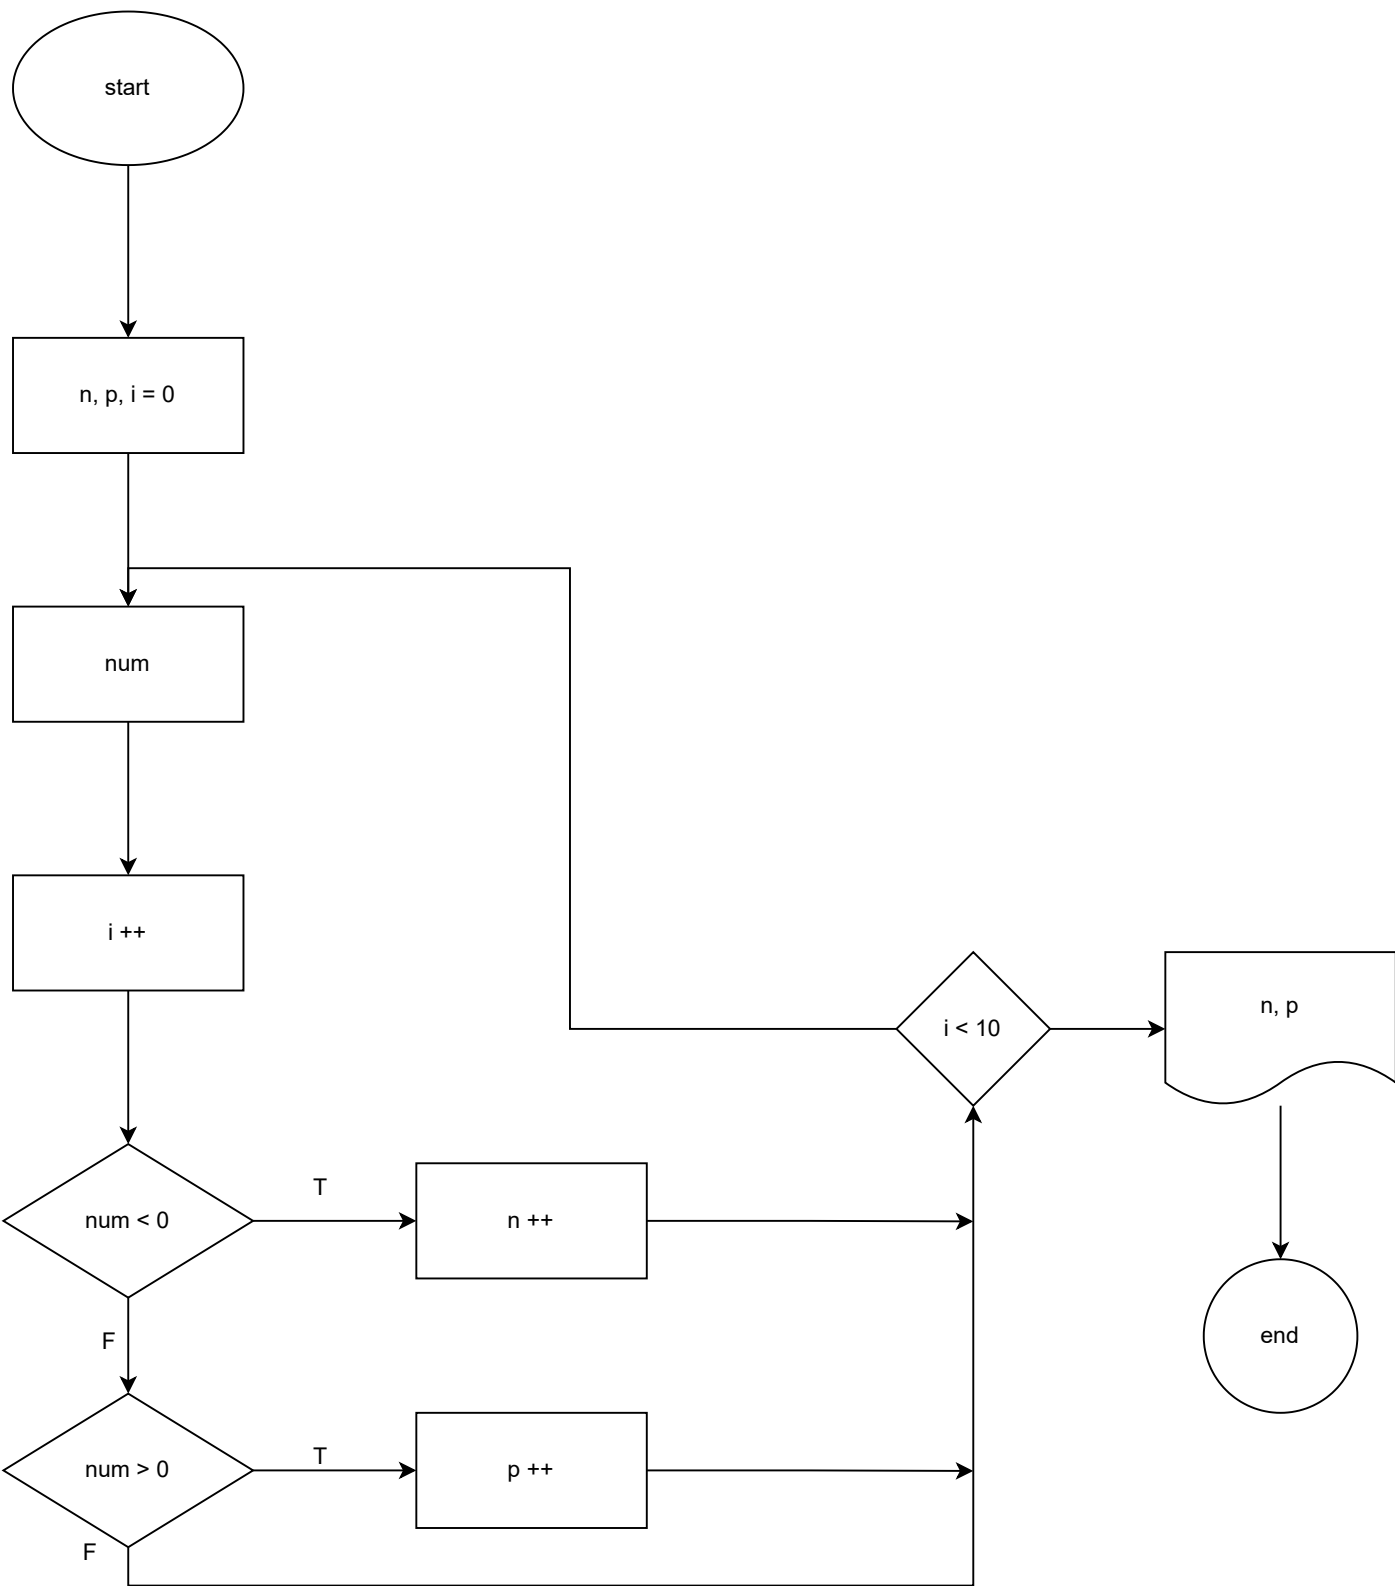 start
n, p, i = 0
num
i ++
i < 10
n, p
num < 0
T
n ++
F
end
num > 0
T
p ++
F